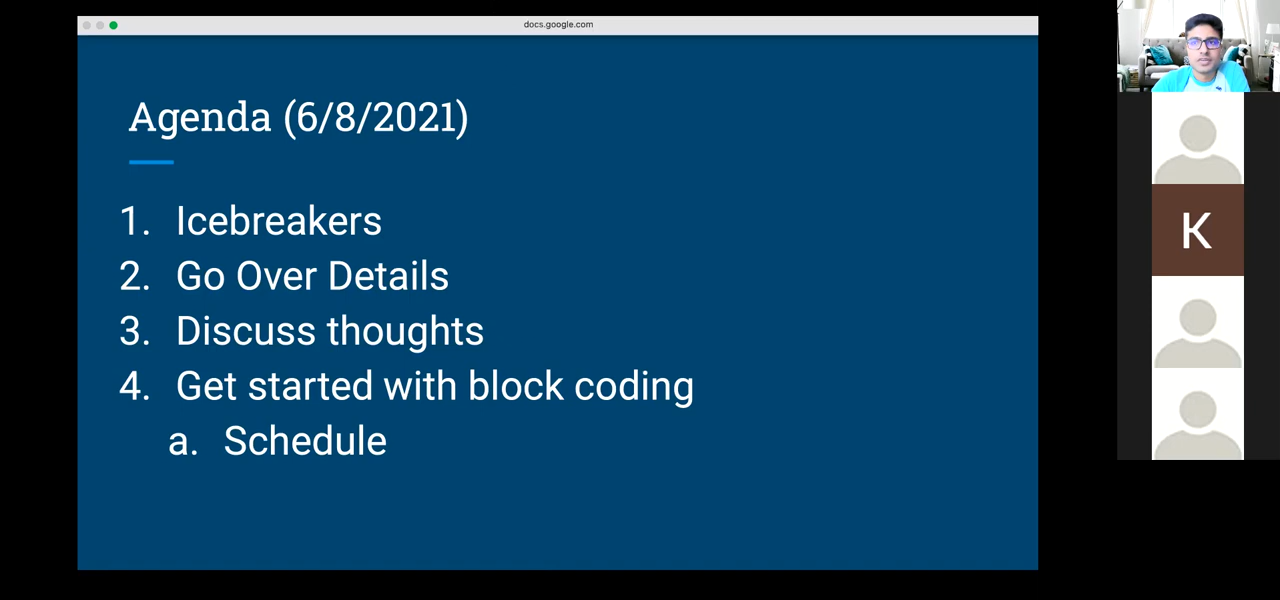 docs.google.com
Agenda (6/8/2021)
1. Icebreakers
2. Go Over Details
3. Discuss thoughts
4. Get started with block coding
a. Schedule
K